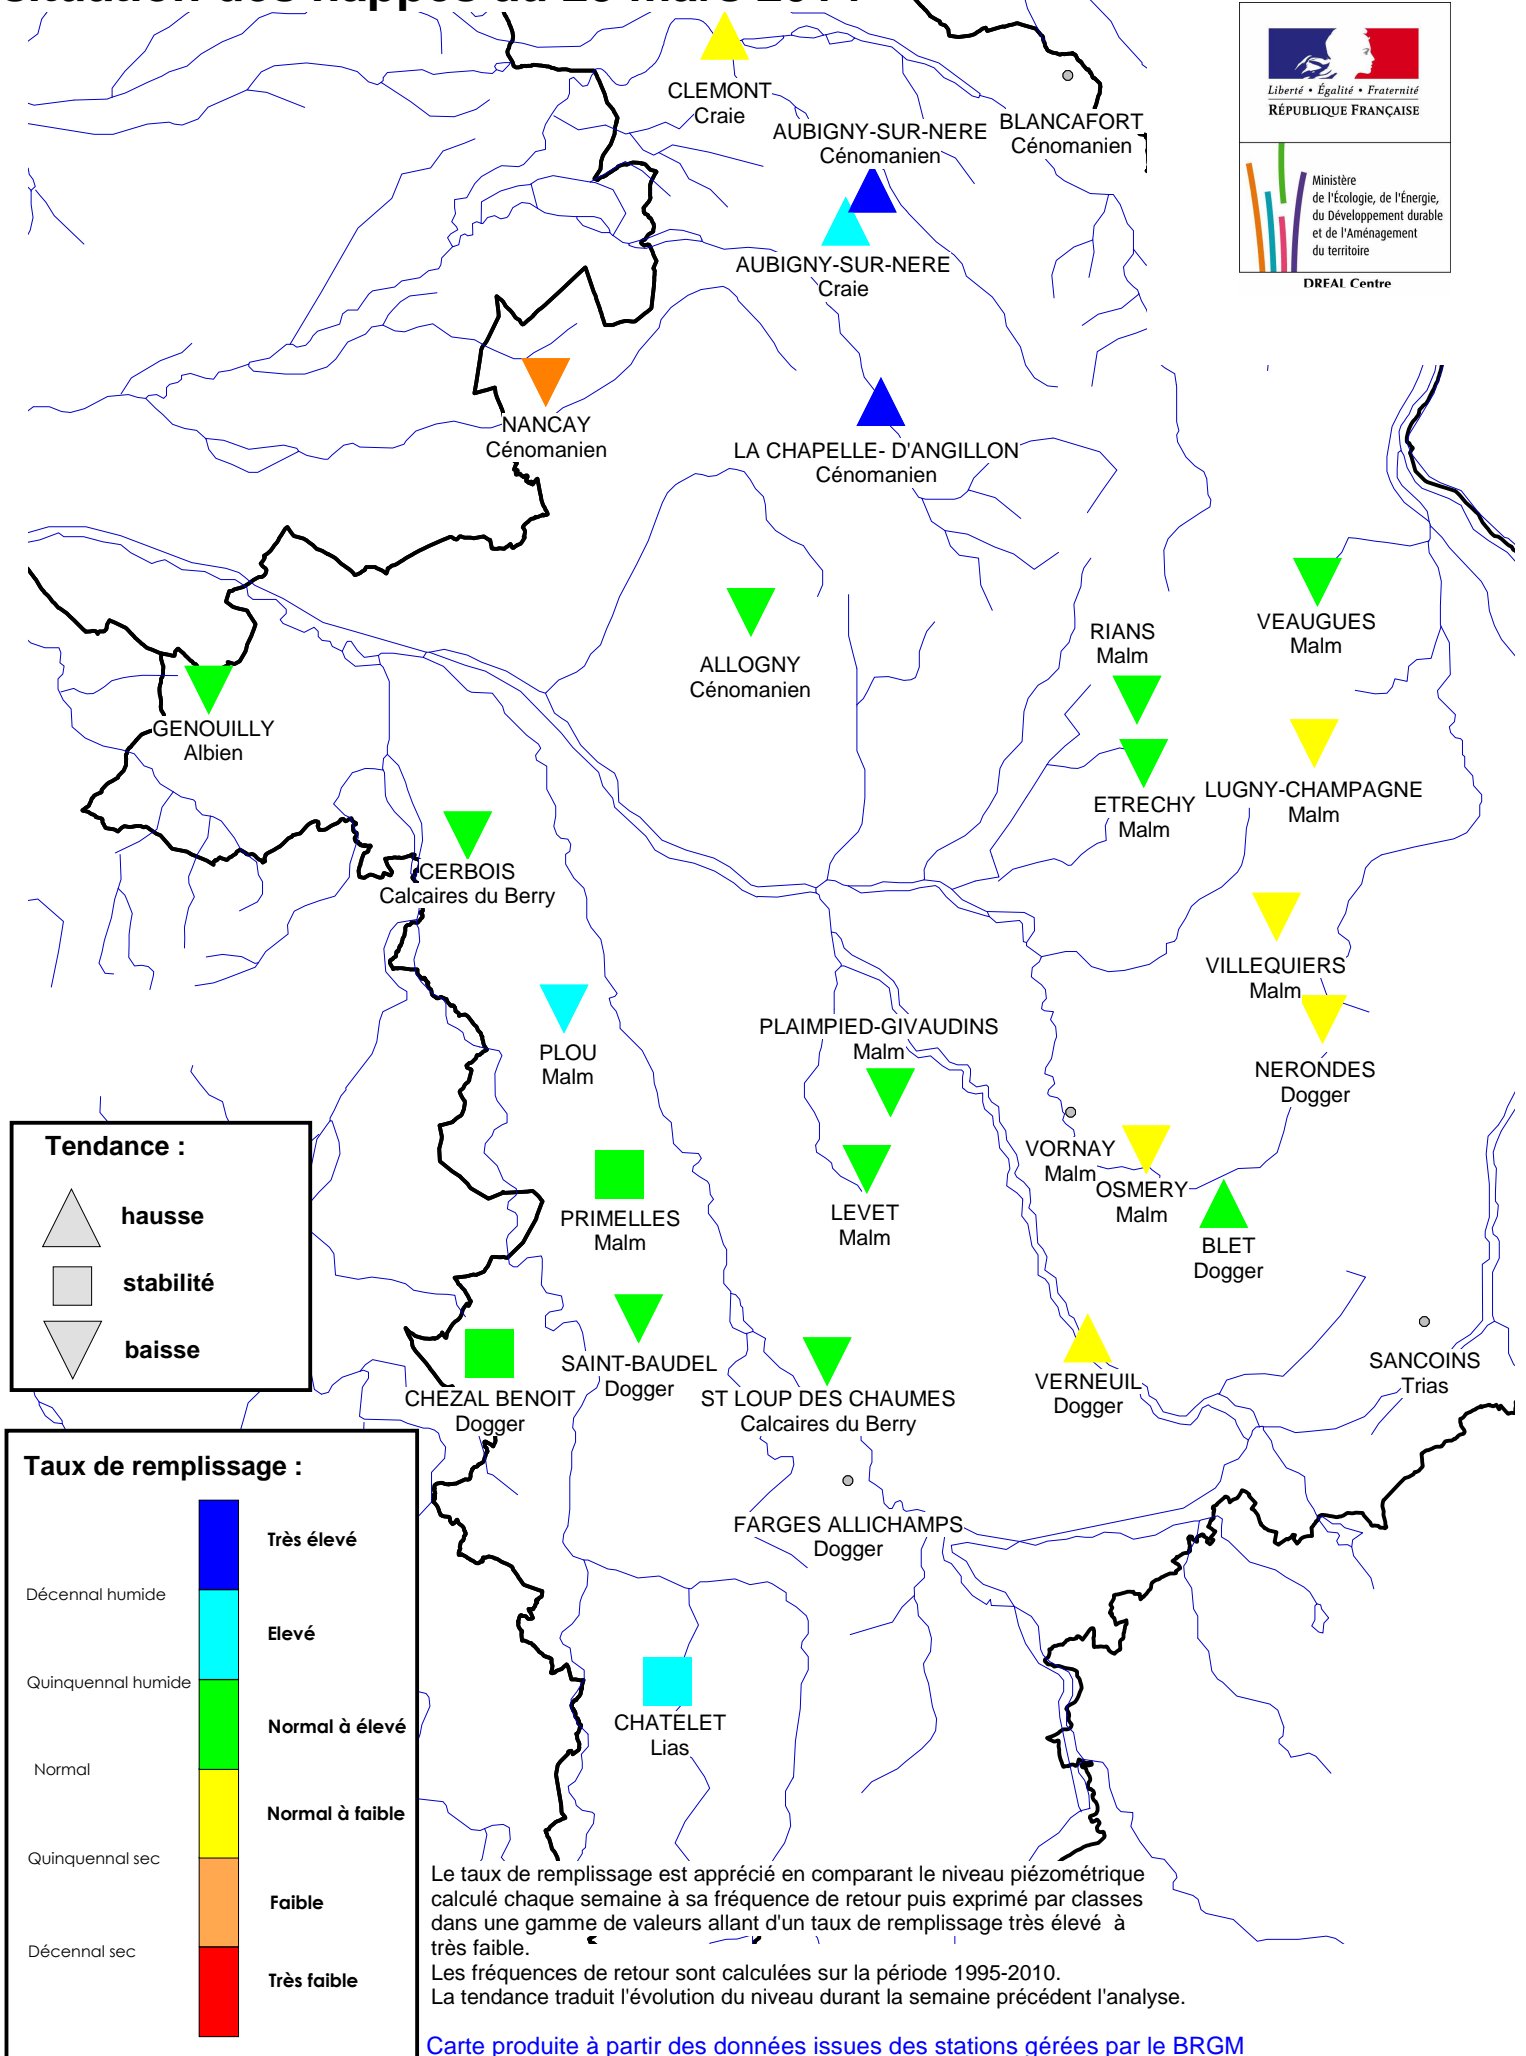 CLEMONT
Craie
AUBIGNY-SUR-NERE
Cénomanien
BLANCAFORT
Cénomanien
Liberté • Égalité • Fraternité
RÉPUBLIQUE FRANÇAISE
Ministère
de l'Écologie, de l'Énergie,
du Développement durable
et de l'Aménagement
du territoire
DREAL Centre
AUBIGNY-SUR-NERE
Craie
NANCAY
Cénomanien
LA CHAPELLE- D'ANGILLON
Cénomanien
VEAUGUES
Malm
RIANS
Malm
ALLOGNY
Cénomanien
GENOUILLY
Albien
ETRECHY
Malm
LUGNY-CHAMPAGNE
Malm
CERBOIS
Calcaires du Berry
VILLEQUIERS
Malm
PLOU
Malm
PLAIMPIED-GIVAUDINS
Malm
NERONDES
Dogger
VORNAY
Malm
OSMERY
Malm
PRIMELLES
Malm
LEVET
Malm
BLET
Dogger
CHEZAL BENOIT
Dogger
SAINT-BAUDEL
Dogger
ST LOUP DES CHAUMES
Calcaires du Berry
VERNEUIL
Dogger
SANCOINS
Trias
FARGES ALLICHAMPS
Dogger
CHATELET
Lias
Tendance :
hausse
stabilité
baisse
Taux de remplissage :
Très élevé
Décennal humide
Elevé
Quinquennal humide
Normal à élevé
Normal
Normal à faible
Quinquennal sec
Faible
Décennal sec
Très faible
Le taux de remplissage est apprécié en comparant le niveau piézométrique
calculé chaque semaine à sa fréquence de retour puis exprimé par classes
dans une gamme de valeurs allant d'un taux de remplissage très élevé à
très faible.
Les fréquences de retour sont calculées sur la période 1995-2010.
La tendance traduit l'évolution du niveau durant la semaine précédent l'analyse.
Carte produite à partir des données issues des stations gérées par le BRGM